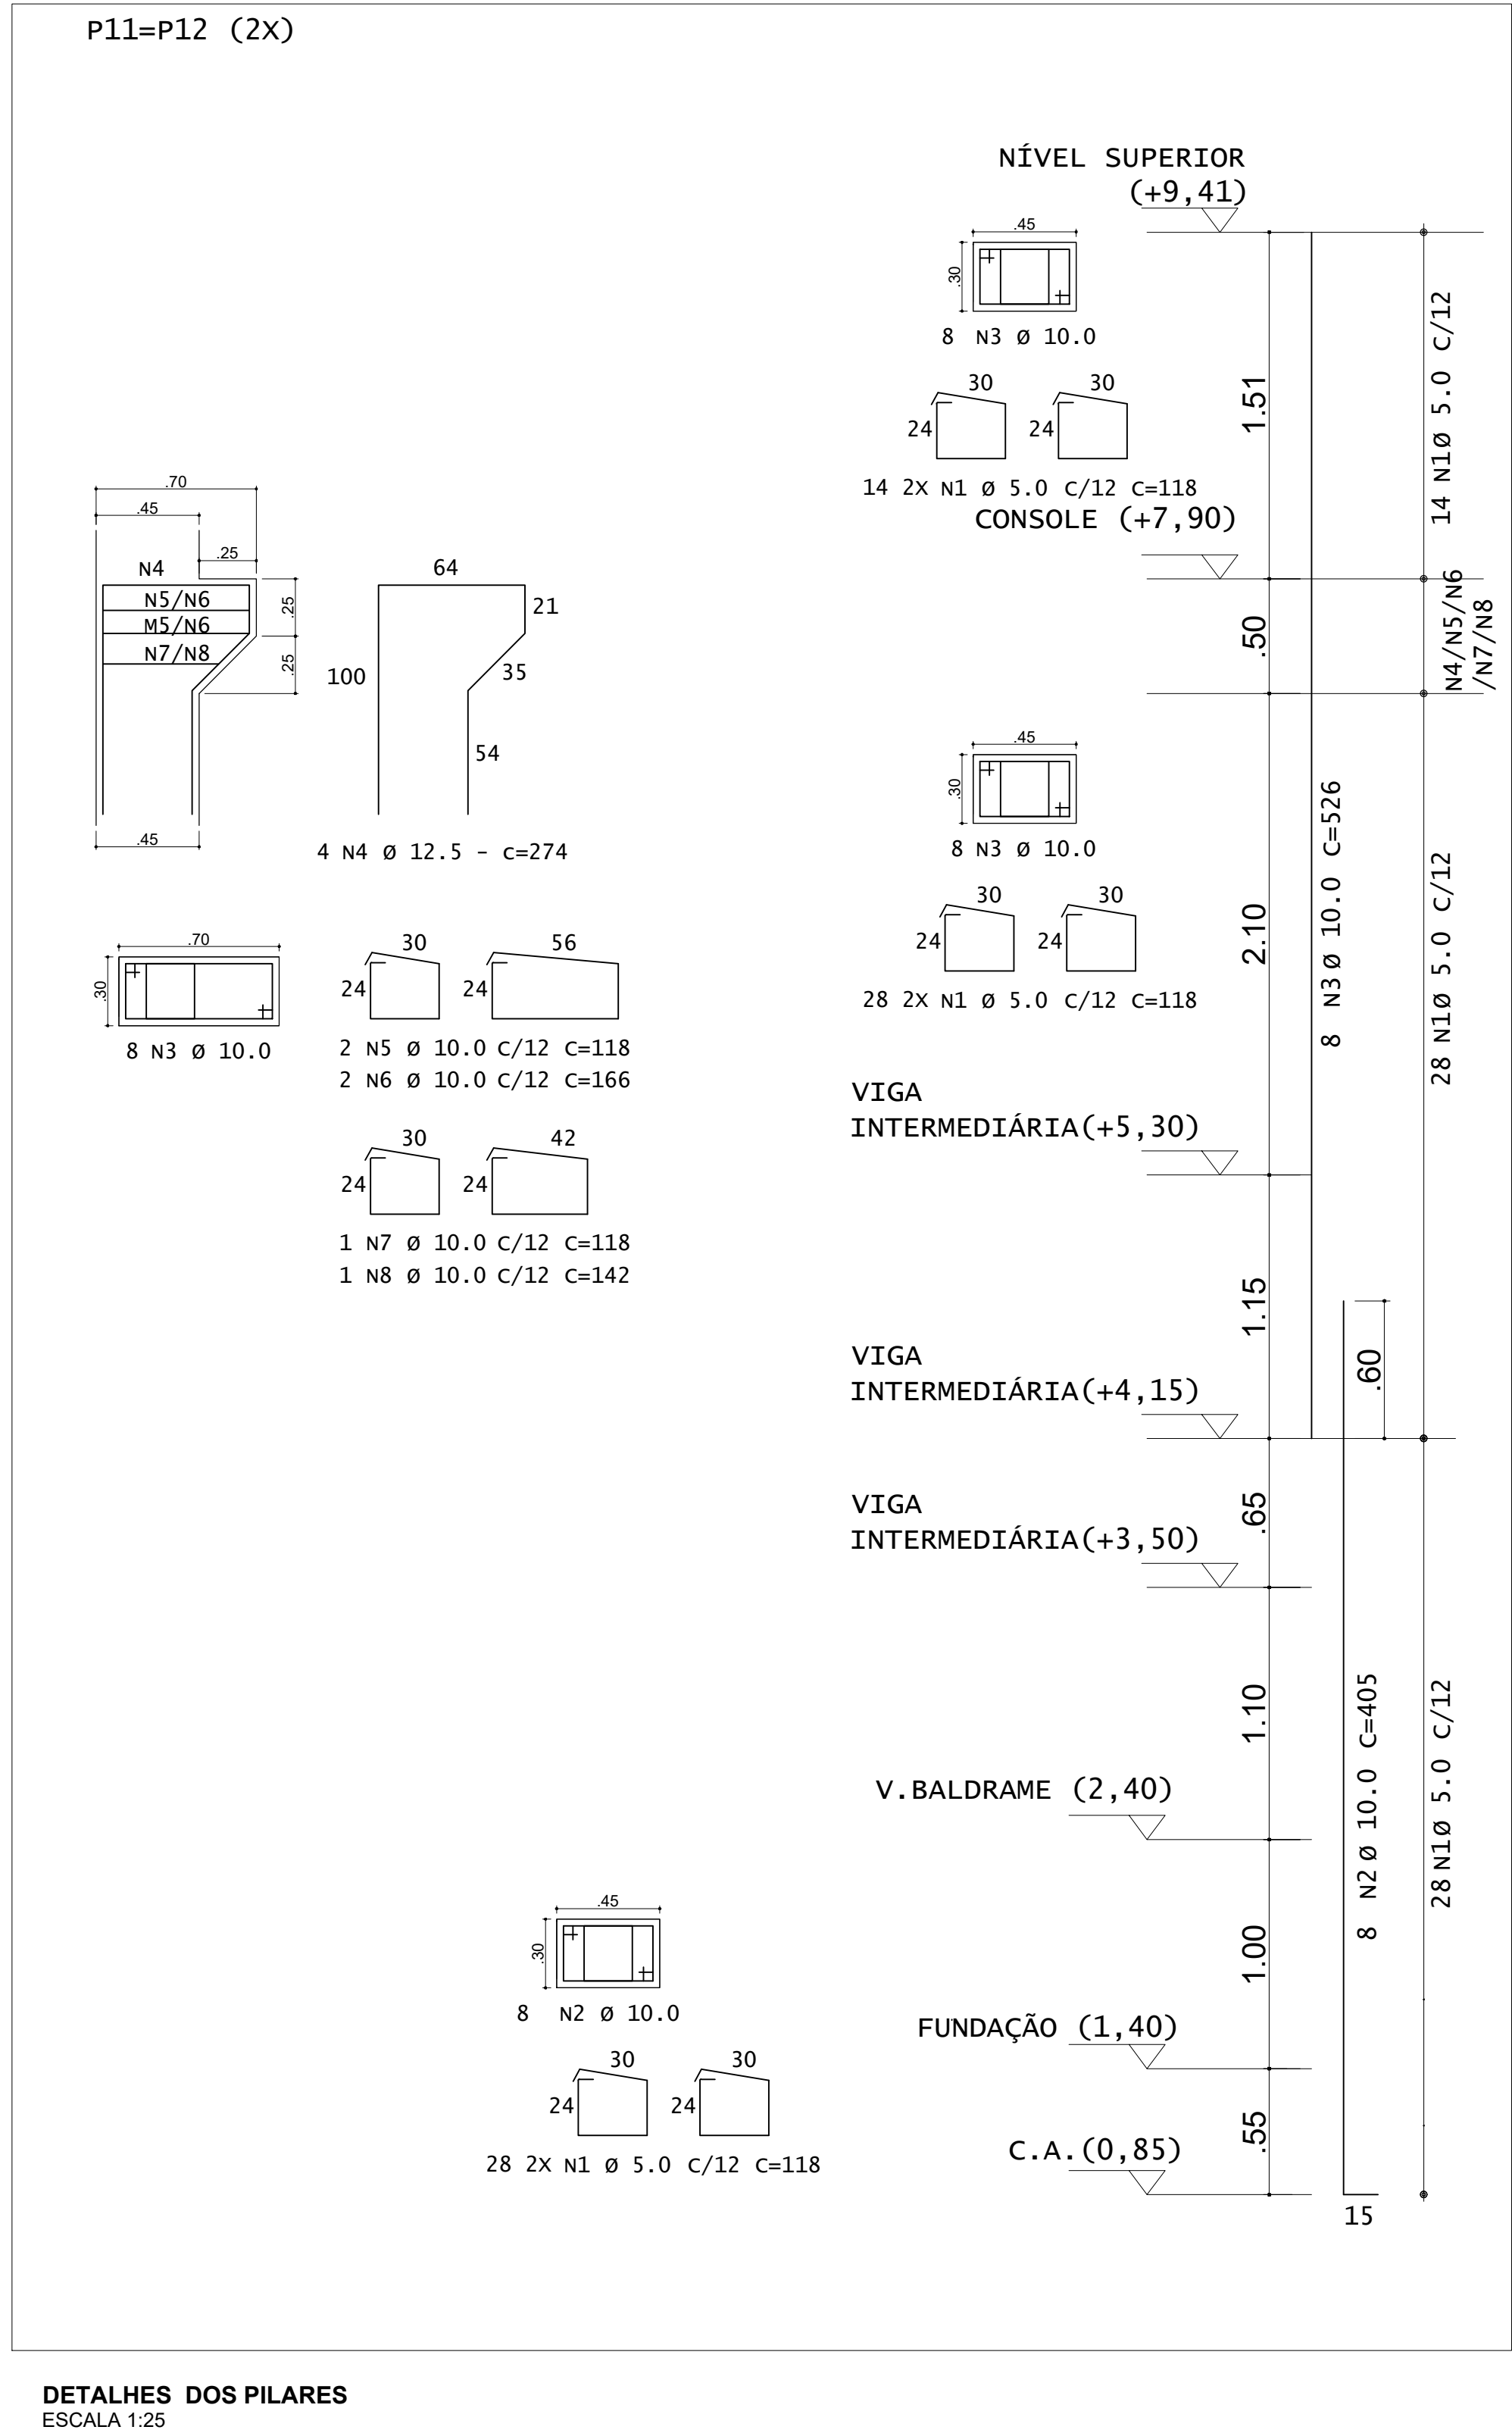 P11=P12 (2X)
NÍVEL SUPERIOR
(+9,41)
.45
.30
8 N3 Ø 10.0
30
30
24
24
14 2X N1 Ø 5.0 C/12 C=118
CONSOLE (+7,90)
1.51
14 N1Ø 5.0 C/12
.70
.45
.25
N4
N5/N6
M5/N6
N7/N8
.25
.25
.45
64
21
100
35
54
4 N4 Ø 12.5 - C=274
.50
N4/N5/N6
/N7/N8
.45
.30
8 N3 Ø 10.0
30
30
24
24
28 2X N1 Ø 5.0 C/12 C=118
2.10
8 N3 Ø 10.0 C=526
28 N1Ø 5.0 C/12
.70
.30
8 N3 Ø 10.0
30
56
24
24
2 N5 Ø 10.0 C/12 C=118
2 N6 Ø 10.0 C/12 C=166
30
42
24
24
1 N7 Ø 10.0 C/12 C=118
1 N8 Ø 10.0 C/12 C=142
VIGA
INTERMEDIÁRIA(+5,30)
1.15
.60
VIGA
INTERMEDIÁRIA(+4,15)
.65
VIGA
INTERMEDIÁRIA(+3,50)
1.10
8 N2 Ø 10.0 C=405
28 N1Ø 5.0 C/12
V.BALDRAME (2,40)
1.00
.45
.30
8 N2 Ø 10.0
30
30
24
24
28 2X N1 Ø 5.0 C/12 C=118
FUNDAÇÃO (1,40)
.55
C.A.(0,85)
15
DETALHES DOS PILARES
ESCALA 1:25